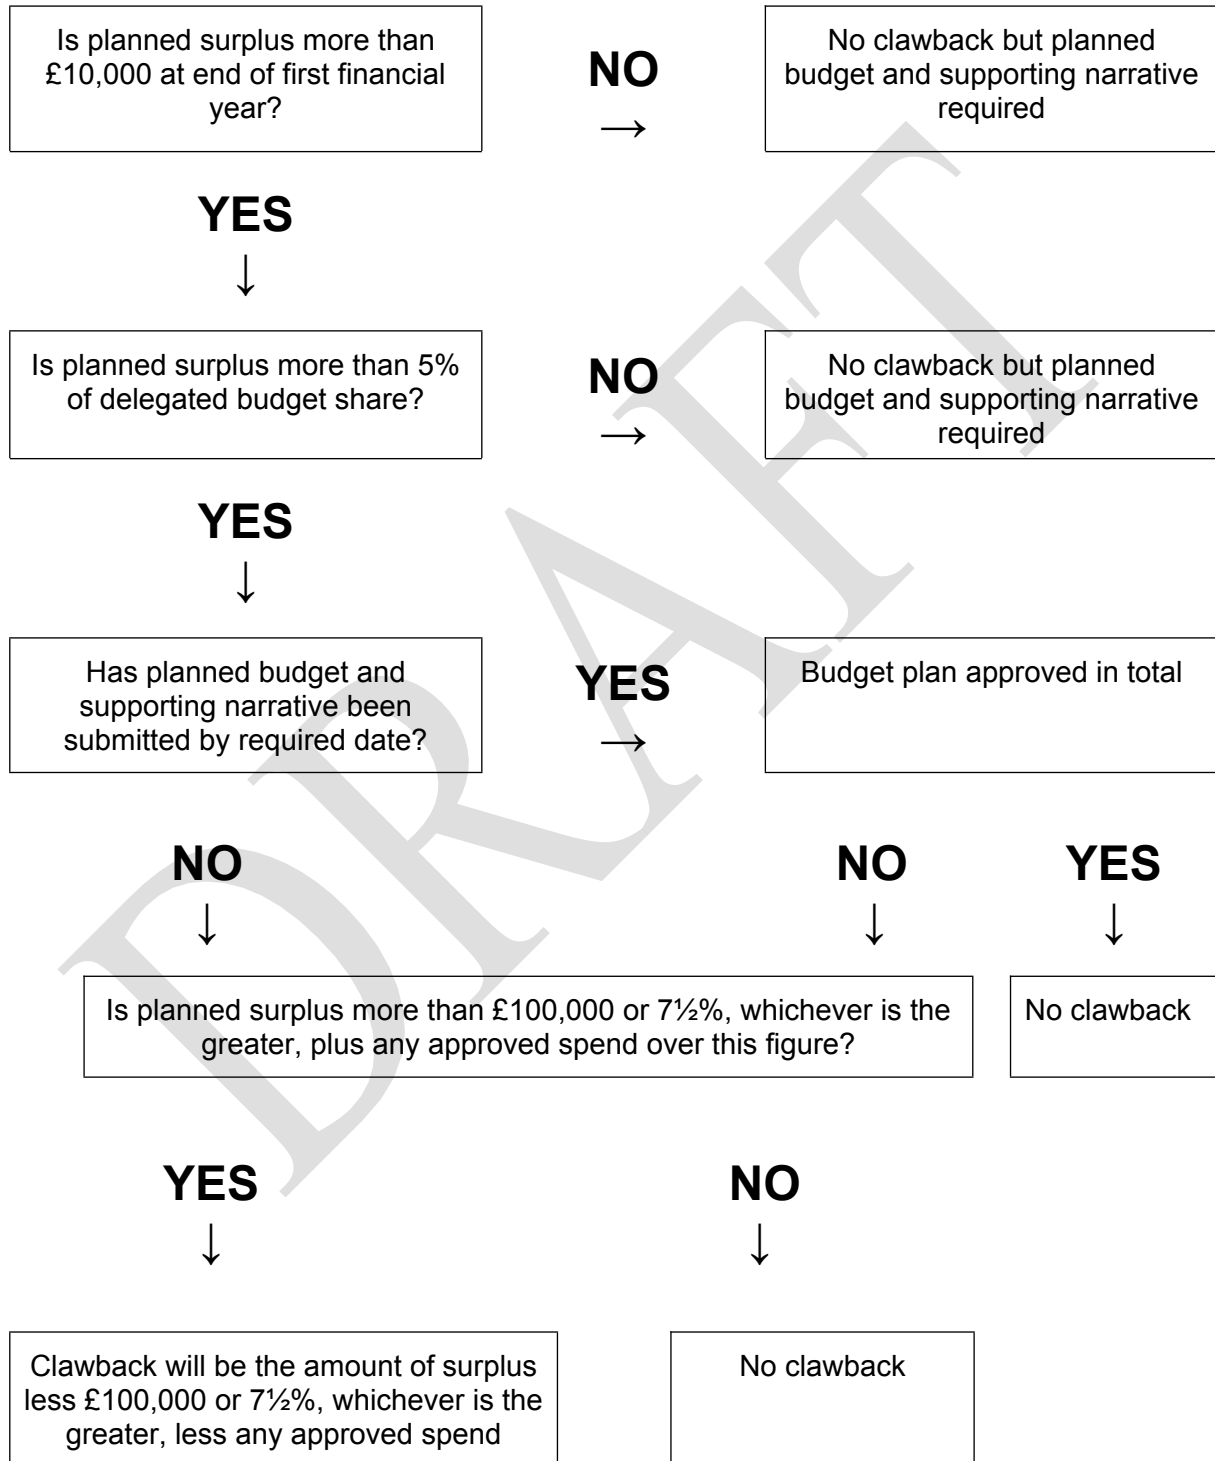 Is planned surplus more than
£10,000 at end of first financial
year?
NO
→
No clawback but planned
budget and supporting narrative
required
YES
↓
Is planned surplus more than 5%
of delegated budget share?
NO
→
No clawback but planned
budget and supporting narrative
required
YES
↓
Has planned budget and
supporting narrative been
submitted by required date?
YES
→
Budget plan approved in total
NO
↓
NO
↓
YES
↓
Is planned surplus more than £100,000 or 7½%, whichever is the
greater, plus any approved spend over this figure?
No clawback
YES
↓
NO
↓
Clawback will be the amount of surplus
less £100,000 or 7½%, whichever is the
greater, less any approved spend
No clawback
DRAFT